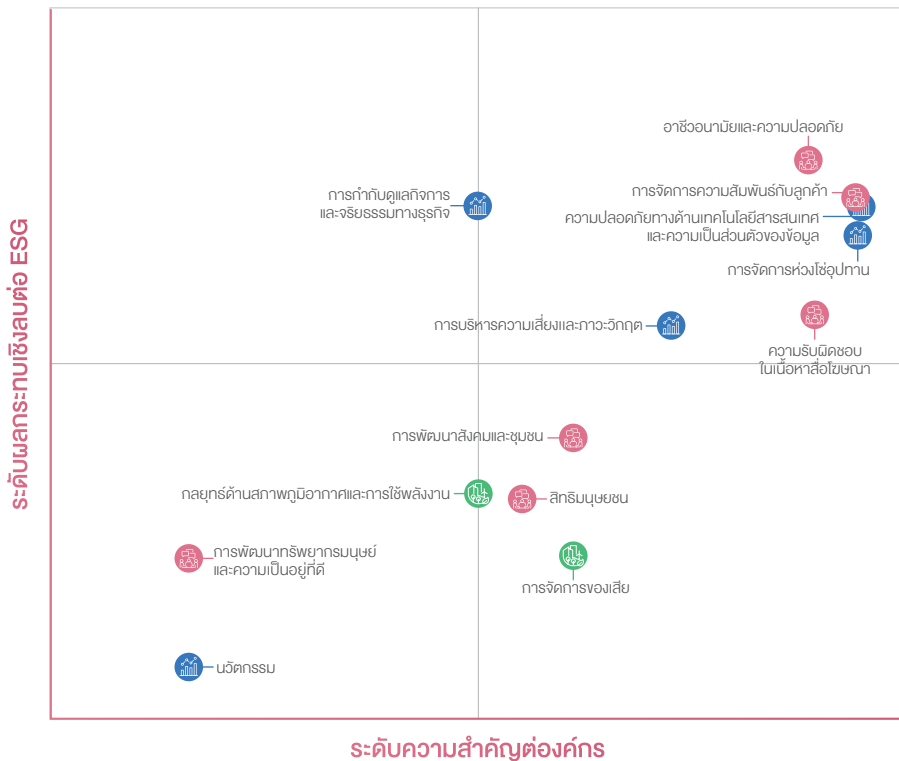 ระดับผลกระทบเชิงลบต่อ ESG
อาชีวอนามัยและความปลอดภัย
การจัดการความสัมพันธ์กับลูกค้า
การกำกับดูแลกิจการ
และจริยธรรมทางธุรกิจ
ความปลอดภัยทางด้านเทคโนโลยีสารสนเทศ
และความเป็นส่วนตัวของข้อมูล
การจัดการห่วงโซ่อุปทาน
การบริหารความเสี่ยงและภาวะวิกฤต
ความรับผิดชอบ
ในเนื้อหาสื่อโฆษณา
การพัฒนาสังคมและชุมชน
กลยุทธ์ด้านสภาพภูมิอากาศและการใช้พลังงาน
สิทธิมนุษยชน
การพัฒนาทรัพยากรมนุษย์
และความเป็นอยู่ที่ดี
การจัดการของเสีย
นวัตกรรม
ระดับความสำคัญต่องค์กร